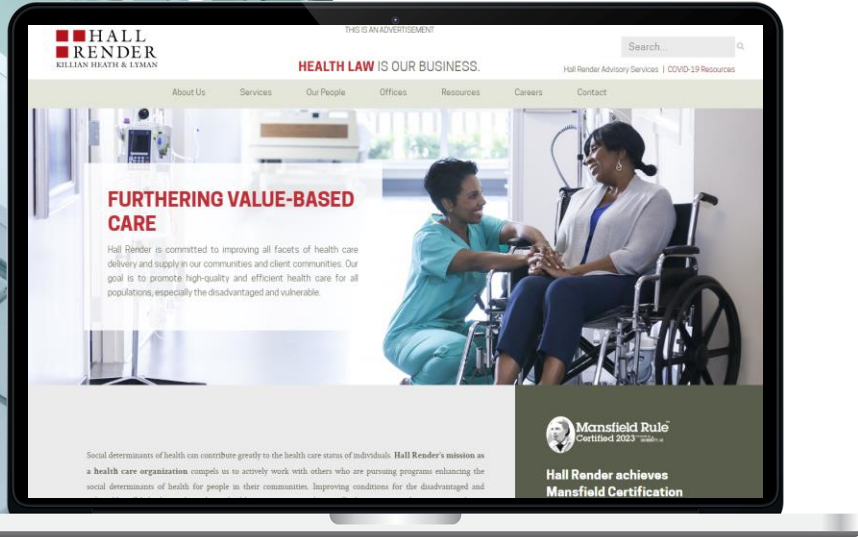 THIS IS AN ADVERTISEMENT
HALL
RENDER
KILLIAN HEATH & LYMAN
Search...
HEALTH LAW IS OUR BUSINESS.
Hall Render Advisory Services | COVID-19 Resources
About Us Services Our People Offices Resources Careers Contact
FURTHERING VALUE-BASED
CARE
Hall Render is committed to improving all facets of health care
delivery and supply in our communities and client communities. Our
goal is to promote high-quality and efficient health care for all
populations, especially the disadvantaged and vulnerable.
Social determinants of health can contribute greatly to the health care status of individuals. Hall Render's mission as
a health care organization compels us to actively work with others who are pursuing programs enhancing the
social determinants of health for people in their communities. Improving conditions for the disadvantaged and
Mansfield Rule
Certified 2023
Hall Render achieves
Mansfield Certification